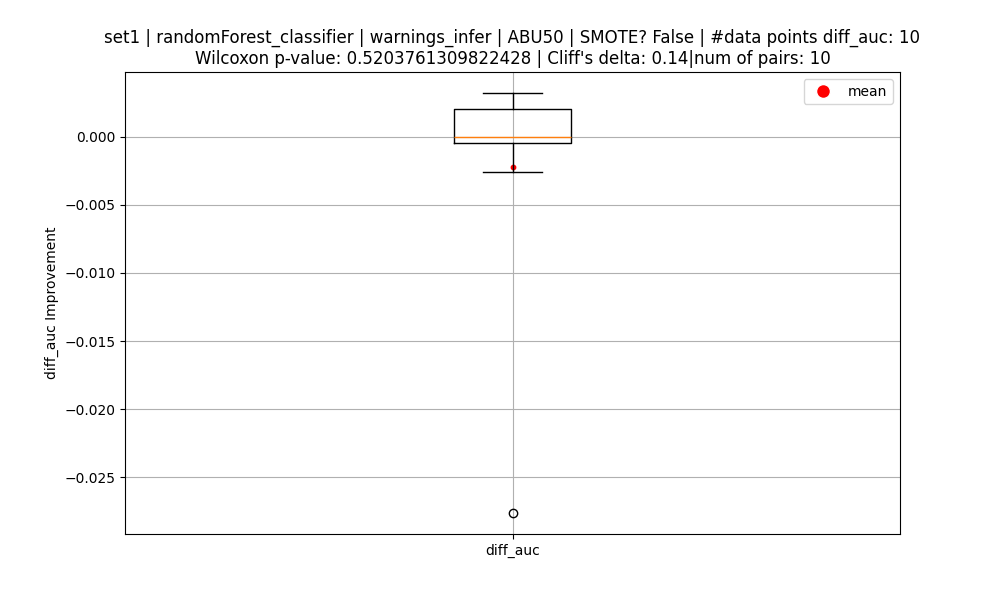 set1 | randomForest_classifier | warnings_infer | ABU50 | SMOTE? False | #data points diff_auc: 10
Wilcoxon p-value: 0.5203761309822428 | Cliff's delta: 0.14|num of pairs: 10
mean
0.000
−0.005
−0.010
−0.015
−0.020
−0.025
diff_auc Improvement
diff_auc